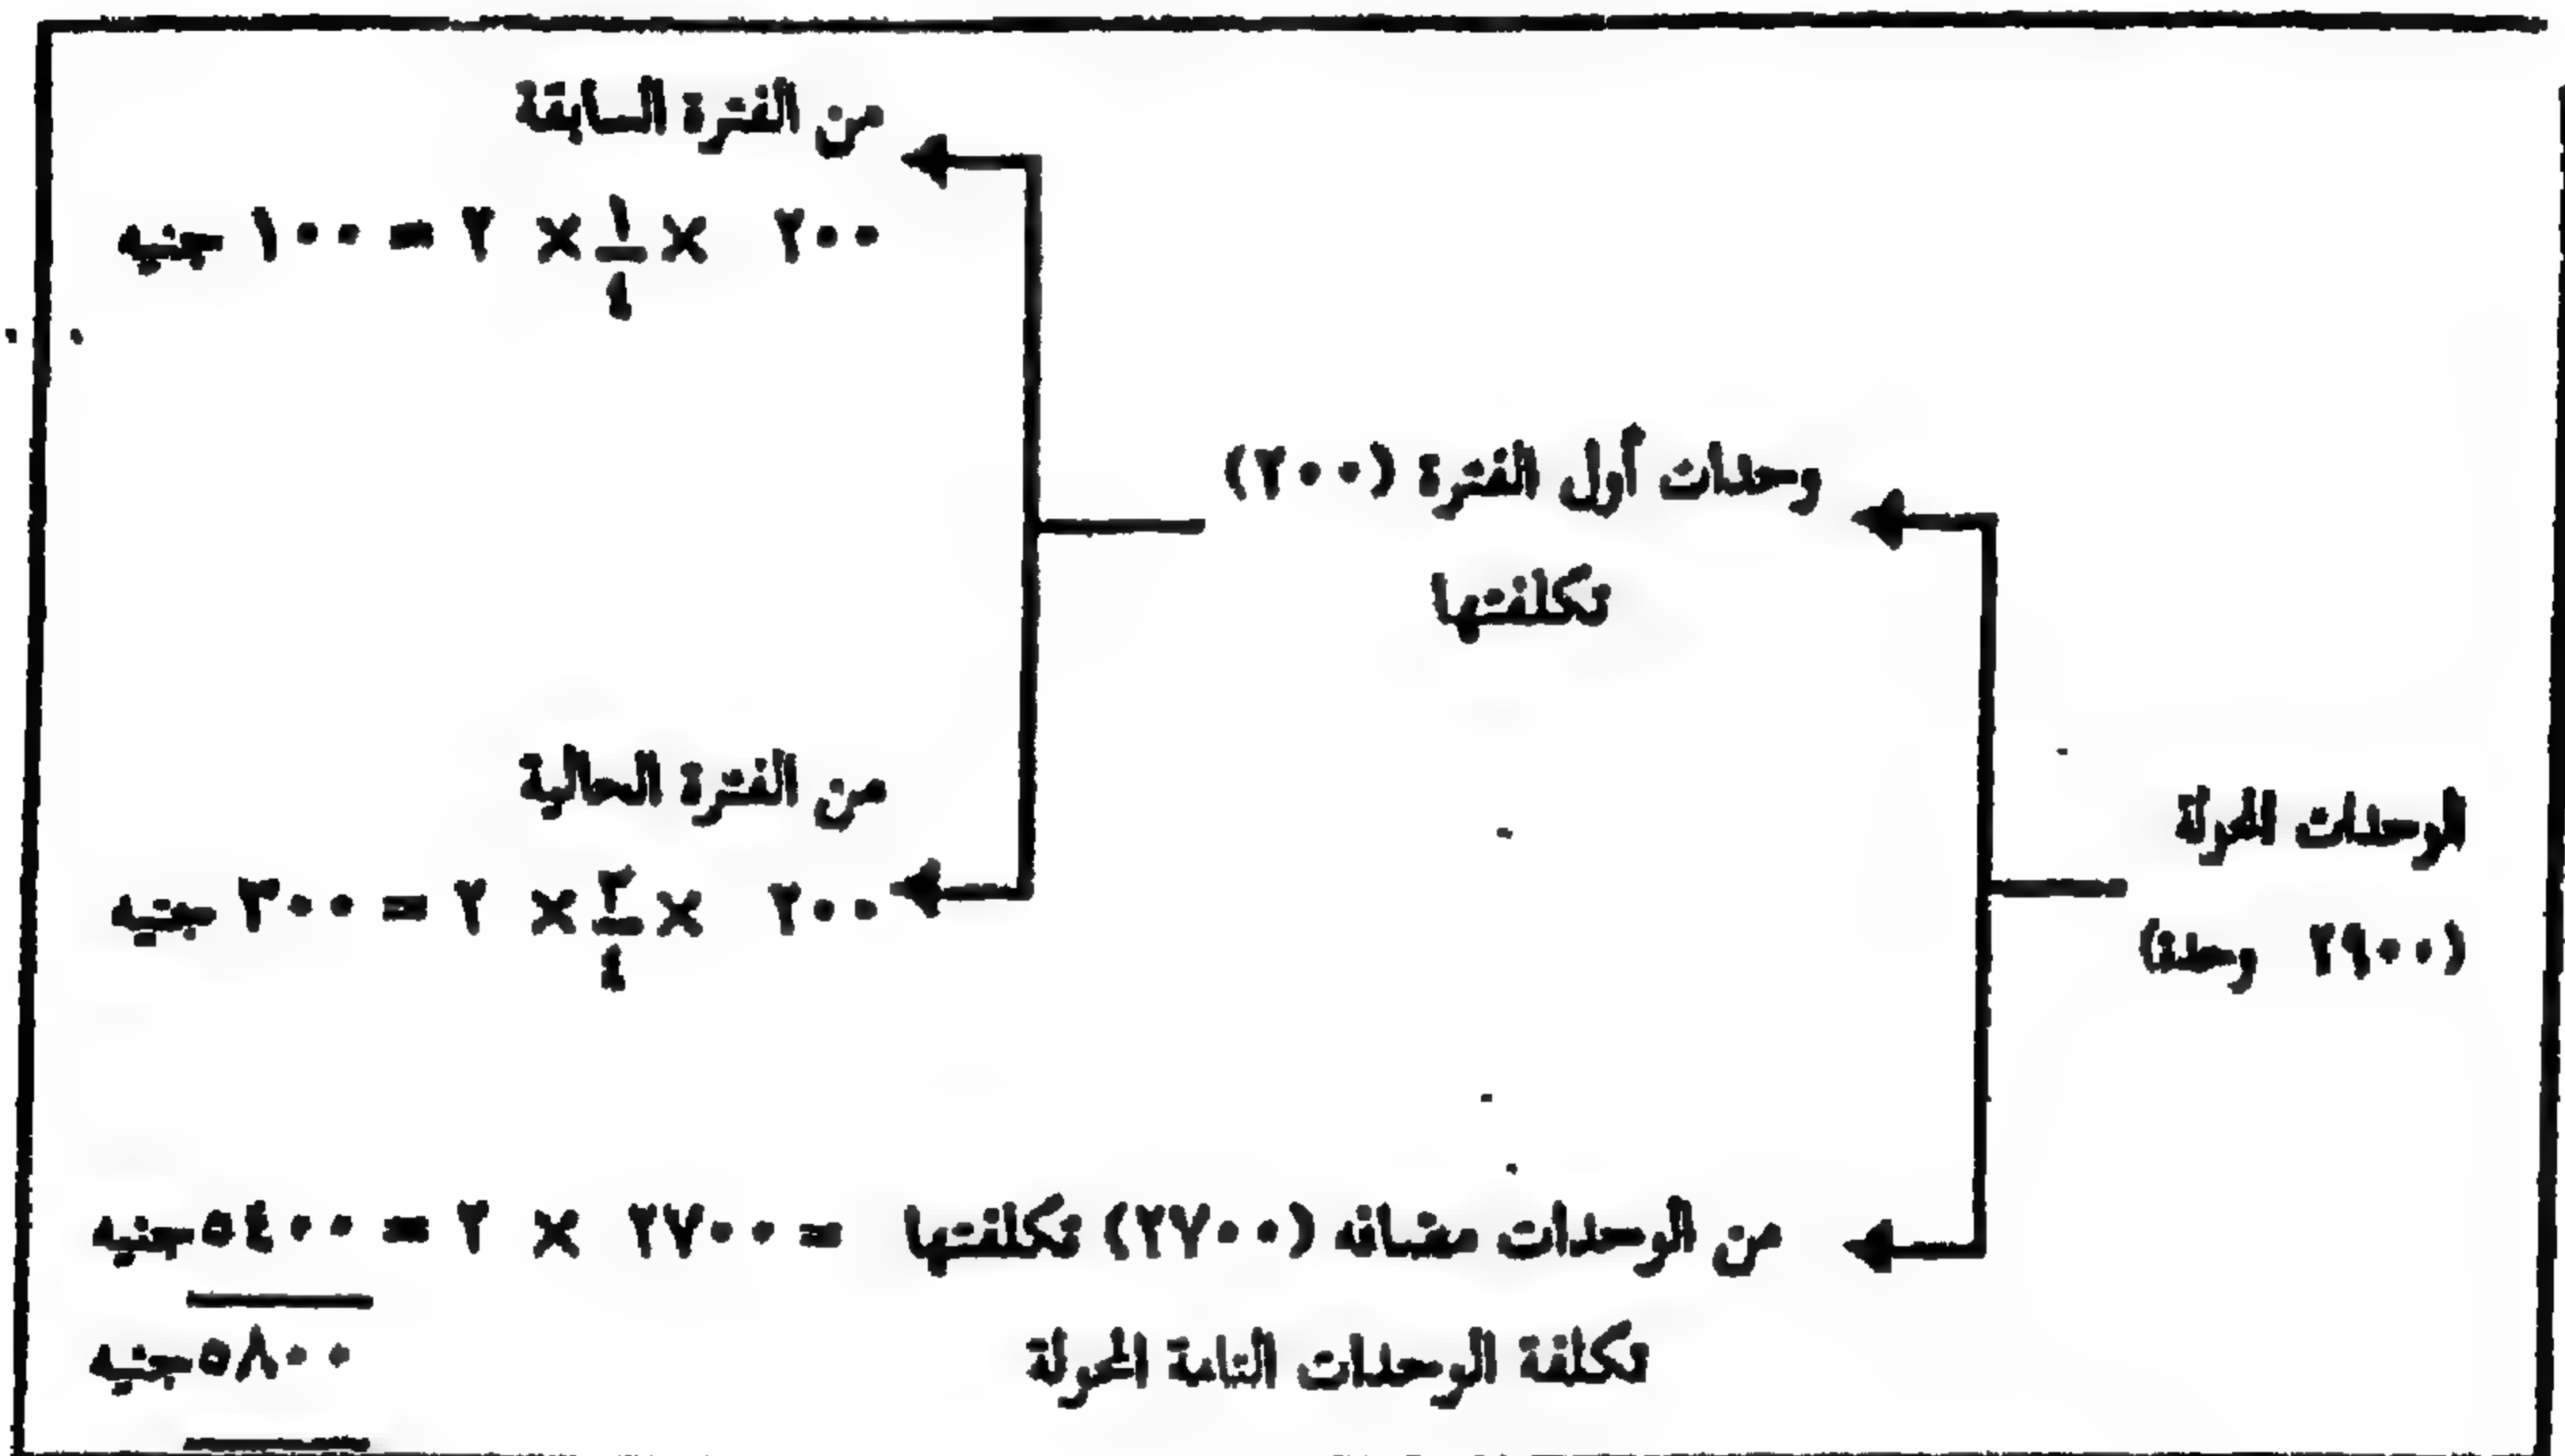 من الفترة السابقة
٢٠٠ × ١/٤ × ٢ = ١٠٠ جنيه
وحدات أول الفترة (٢٠٠)
تكلفتها
من الفترة الحالية
٢٠٠ × ٣/٤ × ٢ = ٣٠٠ جنيه
الوحدات المحولة
(٢٩٠٠ وحدة)
من الوحدات مضافه (٢٧٠٠) تكلفتها = ٢٧٠٠ × ٢ = ٥٤٠٠ جنيه
تكلفة الوحدات التامة المحولة ٥٨٠٠ جنيه